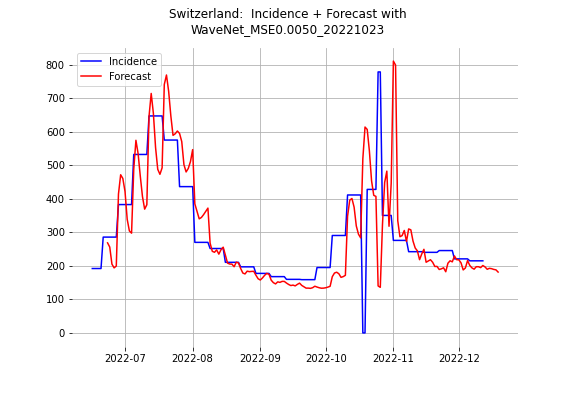 Switzerland:  Incidence + Forecast with
WaveNet_MSE0.0050_20221023
Incidence
Forecast
800
700
600
500
400
300
200
100
0
2022-07 2022-08 2022-09 2022-10 2022-11 2022-12